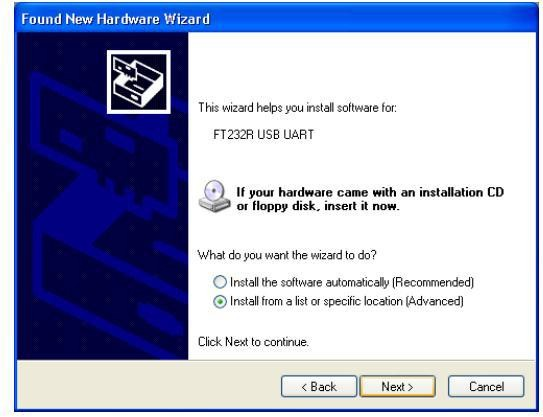 Found New Hardware Wizard
This wizard helps you install software for:
FT232R USB UART
If your hardware came with an installation CD
or floppy disk, insert it now.
What do you want the wizard to do?
Install the software automatically (Recommended)
Install from a list or specific location (Advanced)
Click Next to continue.
< Back
Next >
Cancel